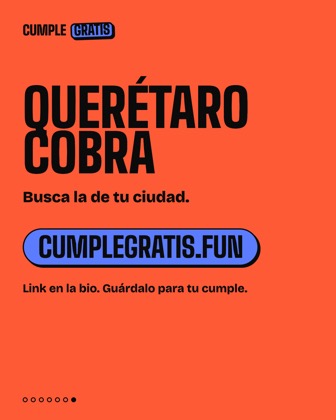 CUMPLE GRATIS
QUERÉTARO
COBRA
Busca la de tu ciudad.
CUMPLEGRATIS.FUN
Link en la bio. Guárdalo para tu cumple.